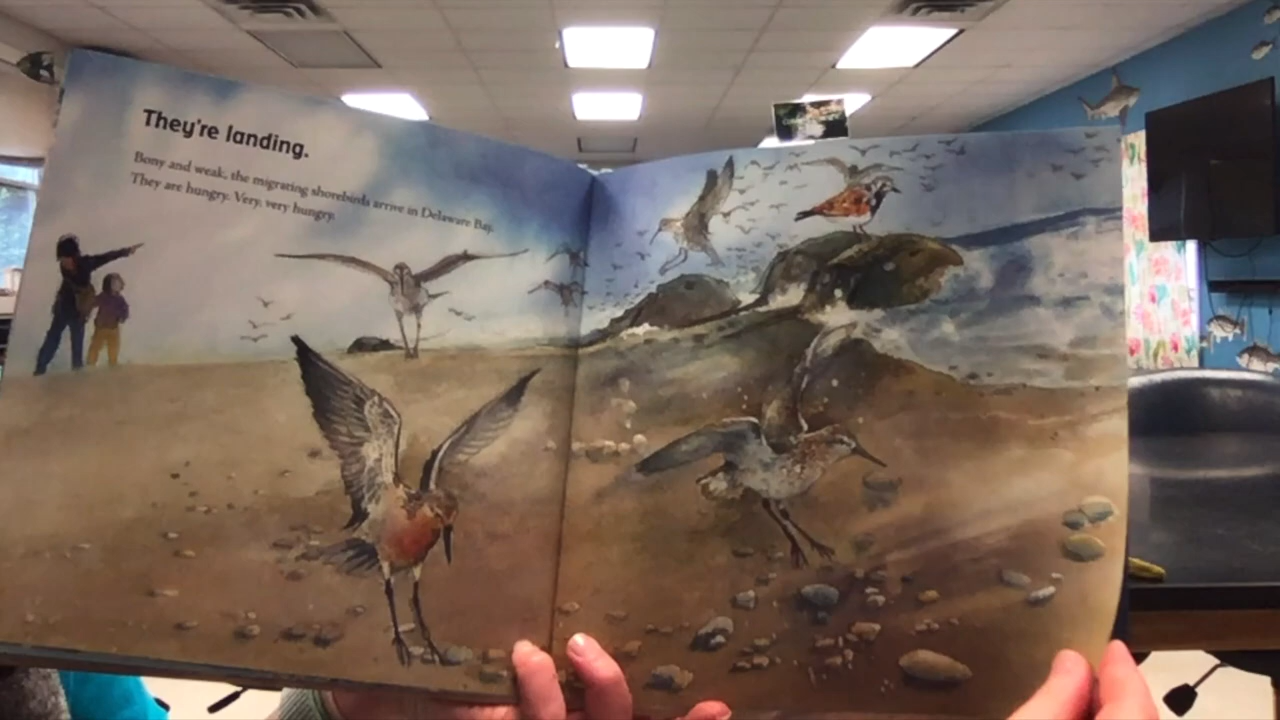 They're landing.
Bony and weak, the migrating shorebirds arrive in Delaware Bay.
They are hungry. Very, very hungry.